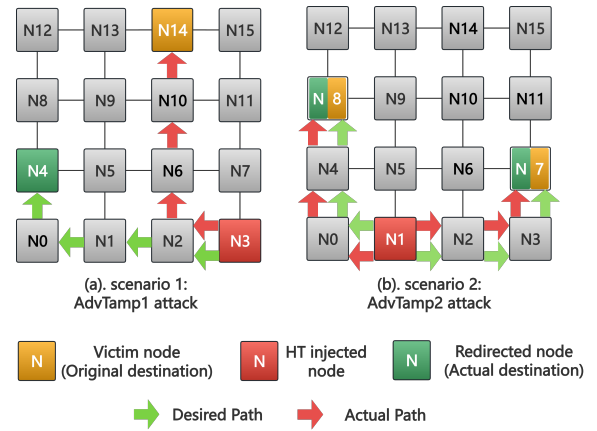 N12 N13 N14 N15
N8 N9 N10 N11
N4 N5 N6 N7
N0 N1 N2 N3
(a). scenario 1:
AdvTamp1 attack
N12 N13 N14 N15
N 8 N9 N10 N11
N4 N5 N6 N 7
N0 N1 N2 N3
(b). scenario 2:
AdvTamp2 attack
N Victim node
(Original destination)
N HT injected
node
N Redirected node
(Actual destination)
Desired Path
Actual Path